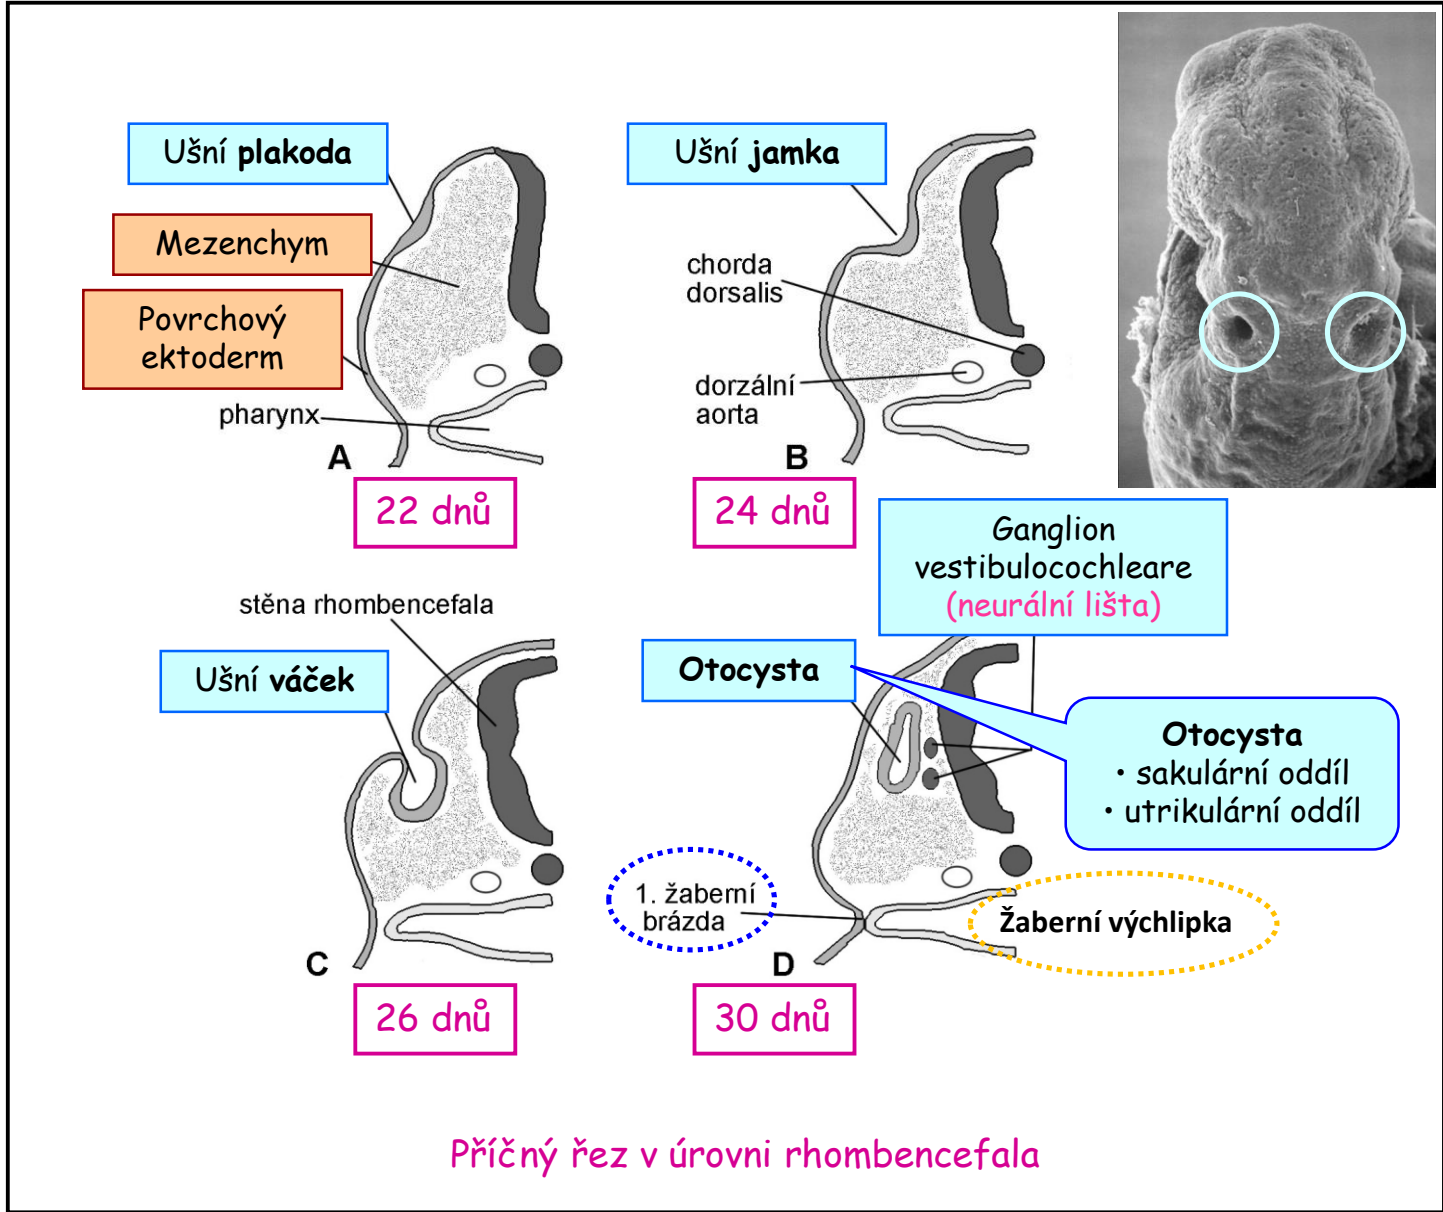 Ušní plakoda
Mezenchym
Povrchový
ektoderm
pharynx
A
22 dnů
Ušní jamka
chorda
dorsalis
dorzální
aorta
B
24 dnů
stěna rhombencefala
Ušní váček
C
26 dnů
Ganglion
vestibulocochleare
(neurální lišta)
Otocysta
Otocysta
• sakulární oddíl
• utrikulární oddíl
1. žaberní
brázda
Žaberní výchlipka
D
30 dnů
Příčný řez v úrovni rhombencefala